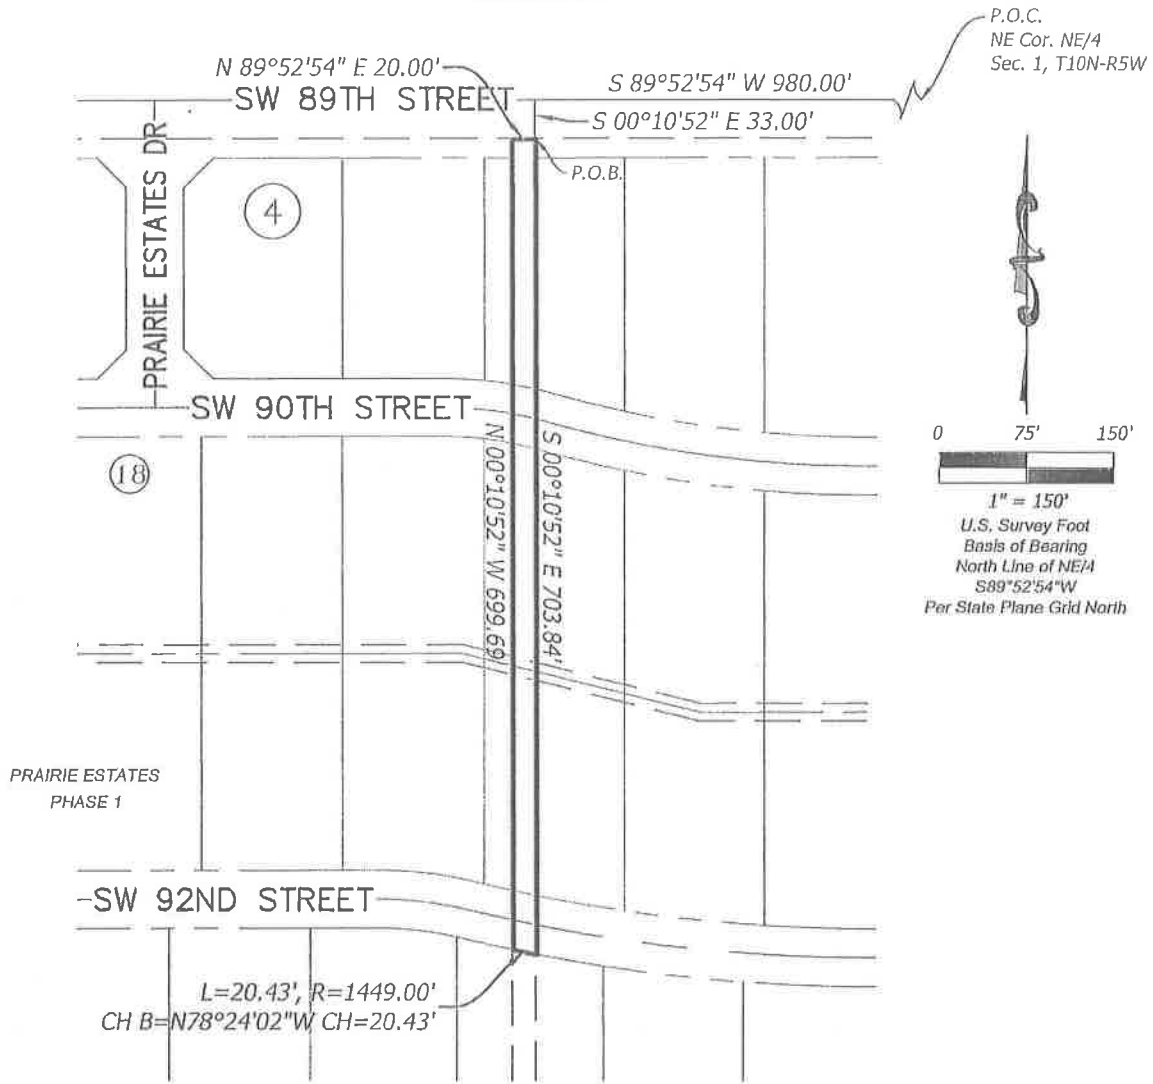 P.O.C.
NE Cor. NE/4
Sec. 1, T10N-R5W
N 89°52'54" E 20.00'
S 89°52'54" W 980.00'
SW 89TH STREET
S 00°10'52" E 33.00'
P.O.B.
PRAIRIE ESTATES DR
4
SW 90TH STREET
18
N 00°10'52" W 699.69'
S 00°10'52" E 703.84'
0 75' 150'
1" = 150'
U.S. Survey Foot
Basis of Bearing
North Line of NE/4
S89°52'54"W
Per State Plane Grid North
PRAIRIE ESTATES
PHASE 1
SW 92ND STREET
L=20.43', R=1449.00'
CH B=N78°24'02"W CH=20.43'